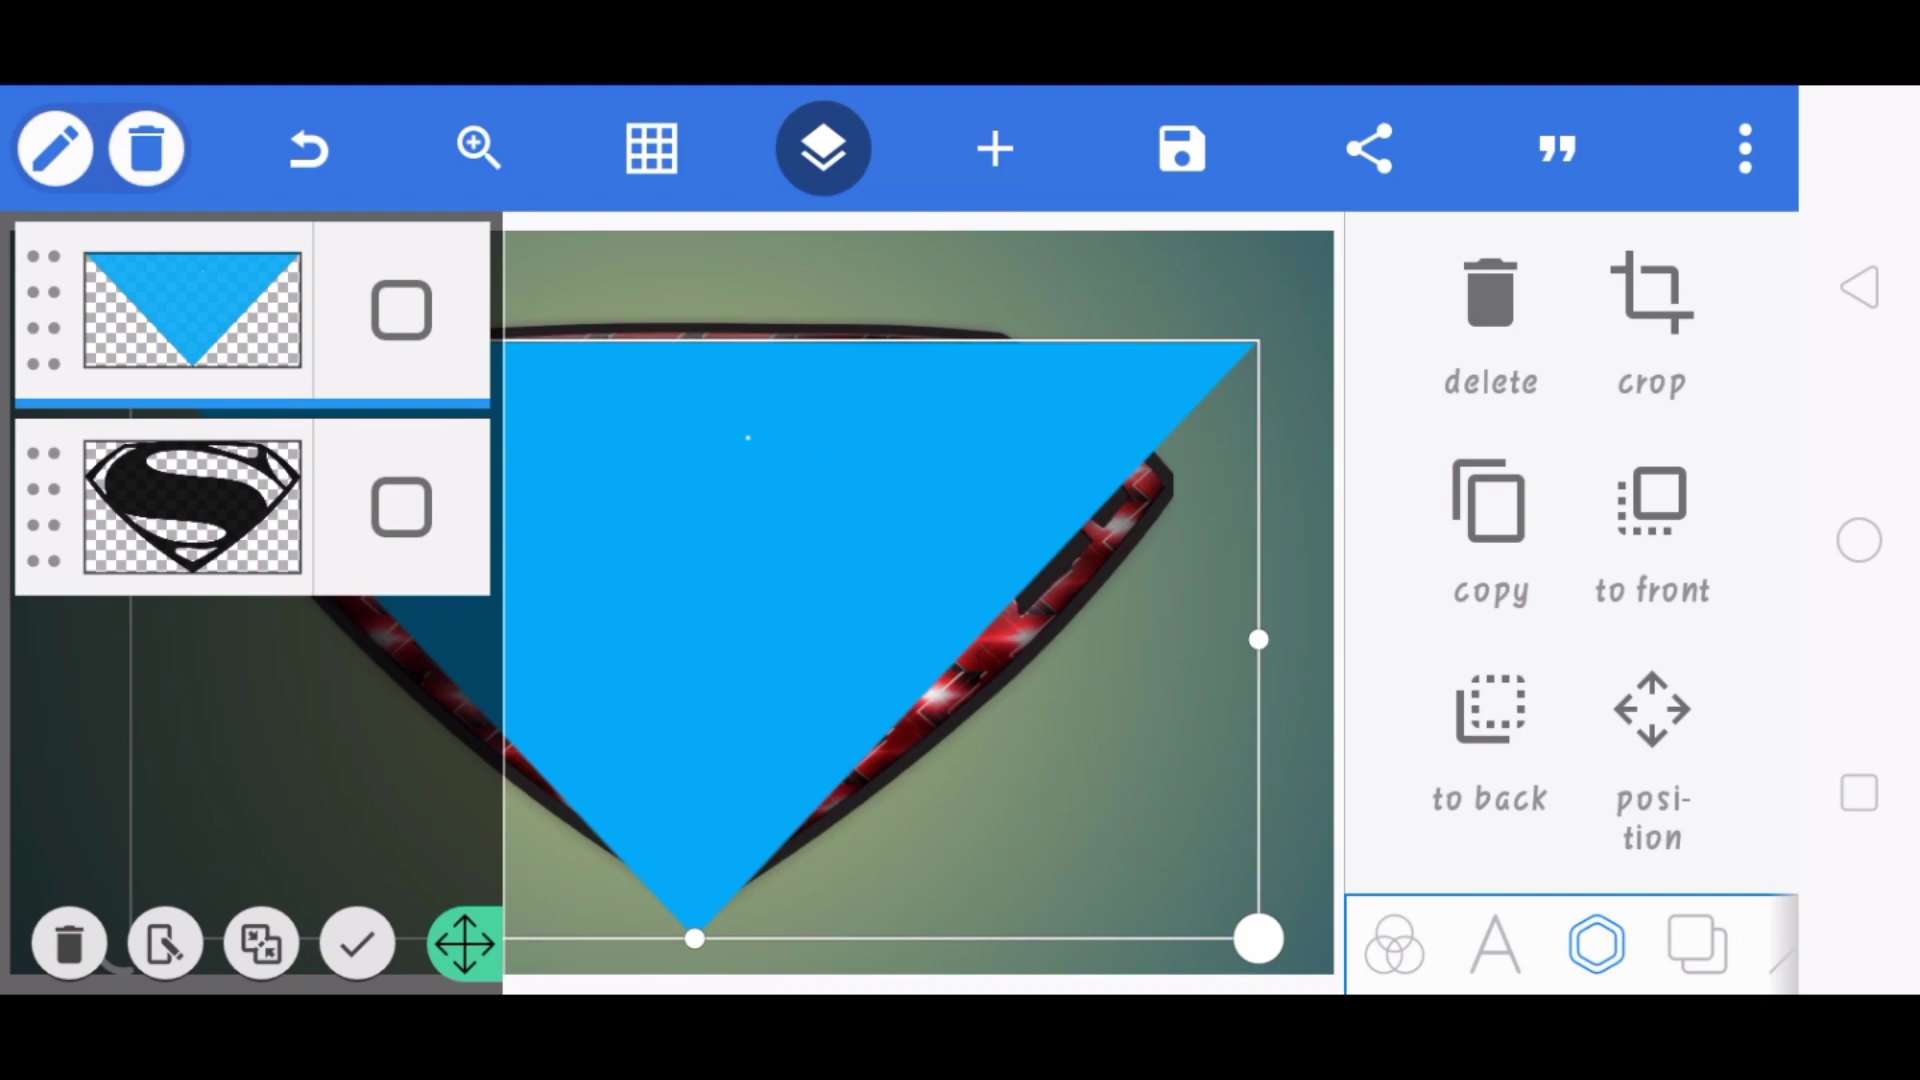 delete
crop
copy
to front
to back
posi-
tion